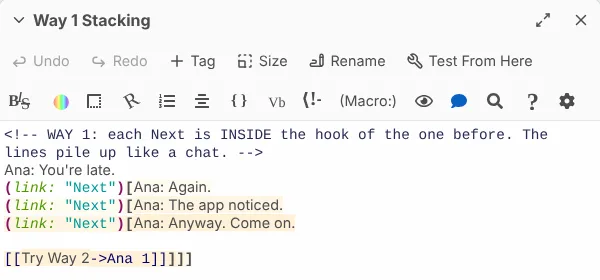 Way 1 Stacking
Undo Redo + Tag Size Rename Test From Here
{} Vb (!- (Macro:) ?
<!-- WAY 1: each Next is INSIDE the hook of the one before. The
lines pile up like a chat. -->
Ana: You're late.
(link: "Next")[Ana: Again.
(link: "Next")[Ana: The app noticed.
(link: "Next")[Ana: Anyway. Come on.
[[Try Way 2->Ana 1]]]]]